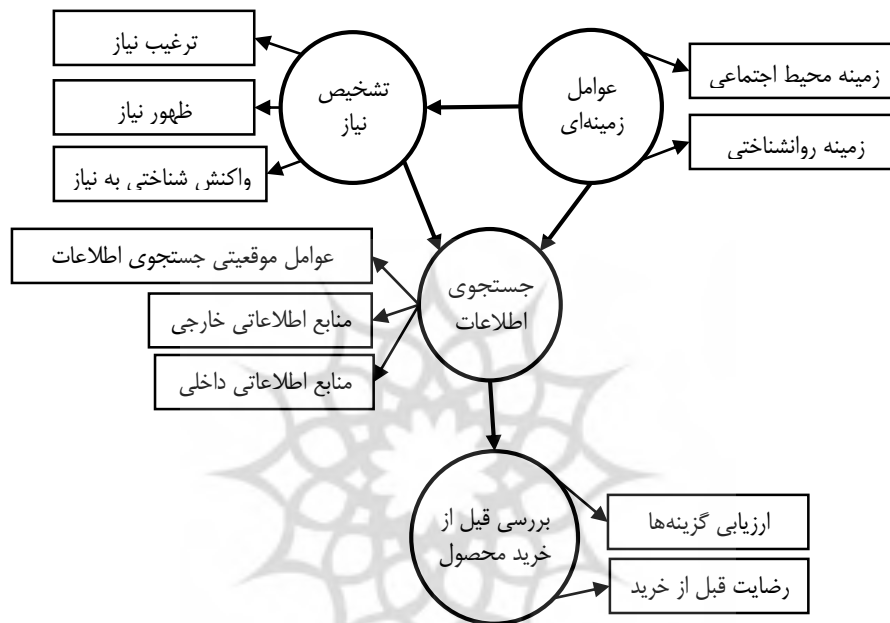 عوامل
زمینه‌ای
زمینه محیط اجتماعی
زمینه روانشناختی
تشخیص
نیاز
ترغیب نیاز
ظهور نیاز
واکنش شناختی به نیاز
جستجوی
اطلاعات
عوامل موقعیتی جستجوی اطلاعات
منابع اطلاعاتی خارجی
منابع اطلاعاتی داخلی
بررسی قبل از
خرید محصول
ارزیابی گزینه‌ها
رضایت قبل از خرید